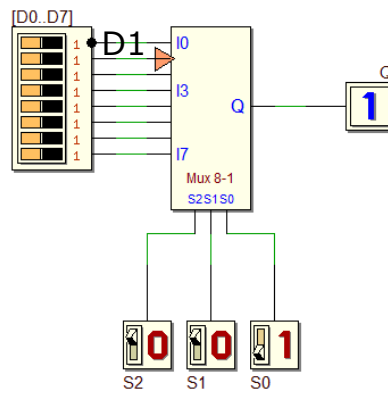 [D0..D7]
1 D1 I0
1
1
1 I3
1
1
1
1 I7
Q
Q
1
Mux 8-1
S2S1S0
0 0 1
S2 S1 S0